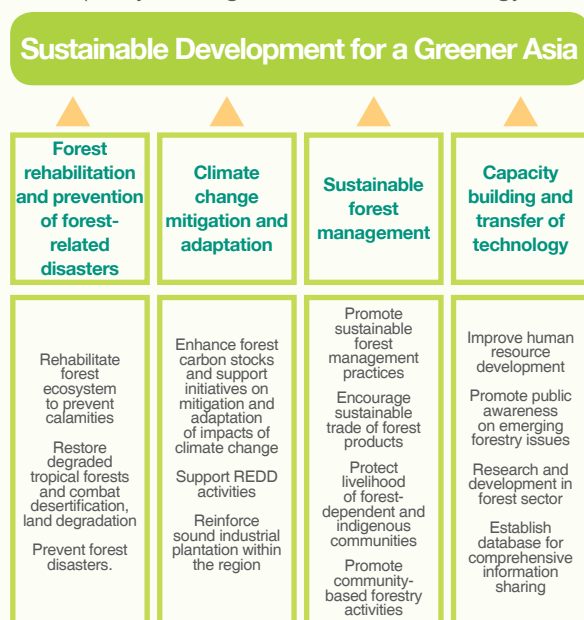 Sustainable Development for a Greener Asia
Forest
rehabilitation
and prevention
of forest-
related
disasters
Climate
change
mitigation and
adaptation
Sustainable
forest
management
Capacity
building and
transfer of
technology
Rehabilitate
forest
ecosystem
to prevent
calamities
Restore
degraded
tropical forests
and combat
desertification,
land degradation
Prevent forest
disasters.
Enhance forest
carbon stocks
and support
initiatives on
mitigation and
adaptation
of impacts of
climate change
Support REDD
activities
Reinforce
sound industrial
plantation within
the region
Promote
sustainable
forest
management
practices
Encourage
sustainable
trade of forest
products
Protect
livelihood
of forest-
dependent and
indigenous
communities
Promote
community-
based forestry
activities
Improve human
resource
development
Promote public
awareness
on emerging
forestry issues
Research and
development in
forest sector
Establish
database for
comprehensive
information
sharing